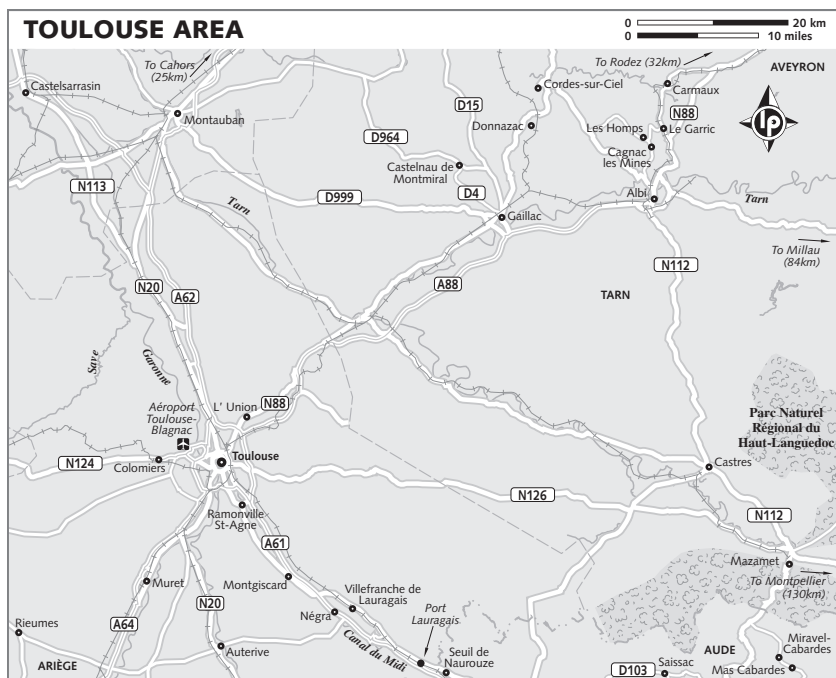 TOULOUSE AREA
0 20 km
0 10 miles
To Cahors
(25km)
To Rodez (32km)
AVEYRON
Castelsarrasin
Cordes-sur-Ciel
Carmaux
D15
Montauban
Donnazac
N88
Les Homps
Le Garric
lp
D964
Cagnac
les Mines
Castelnau de
Montmiral
N113
D4
Albi
D999
Tarn
Tarn
Gaillac
To Millau
(84km)
N112
N20
A62
A88
TARN
Save
Garonne
L' Union
N88
Aéroport
Toulouse-
Blagnac
Parc Naturel
Régional du
Haut-Languedoc
Toulouse
N124
Colomiers
Castres
N126
Ramonville
St-Agne
N112
A61
Mazamet
Muret
Montgiscard
Villefranche de
Lauragais
To Montpellier
(130km)
N20
Port
Lauragais
Négra
A64
Rieumes
Canal du Midi
Auterive
Seuil de
Naurouze
AUDE
Miravel-
Cabardes
ARIÈGE
D103
Saissac
Mas Cabardes